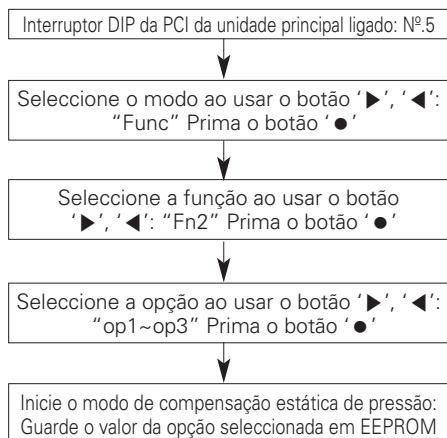 Interruptor DIP da PCI da unidade principal ligado: Nº.5
Seleccione o modo ao usar o botão ‘▶’, ‘◀’:
“Func” Prima o botão ‘●’
Seleccione a função ao usar o botão
‘▶’, ‘◀’: “Fn2” Prima o botão ‘●’
Seleccione a opção ao usar o botão ‘▶’, ‘◀’:
“op1~op3” Prima o botão ‘●’
Inicie o modo de compensação estática de pressão:
Guarde o valor da opção seleccionada em EEPROM